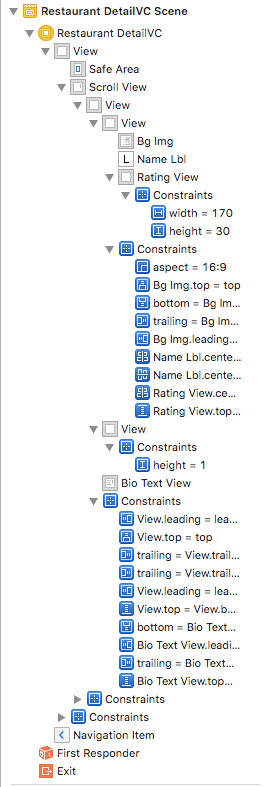 Restaurant DetailVC Scene
Restaurant DetailVC
View
Safe Area
Scroll View
View
View
Bg Img
L Name Lbl
Rating View
Constraints
width = 170
height = 30
Constraints
aspect = 16:9
Bg Img.top = top
bottom = Bg Im...
trailing = Bg Im...
Bg Img.leading...
Name Lbl.cente...
Name Lbl.cente...
Rating View.ce...
Rating View.top...
View
Constraints
height = 1
Bio Text View
Constraints
View.leading = lea...
View.top = top
trailing = View.trail...
trailing = View.trail...
View.leading = lea...
View.top = View.b...
bottom = Bio Text...
Bio Text View.leadi...
trailing = Bio Text...
Bio Text View.top...
Constraints
Constraints
Navigation Item
First Responder
Exit